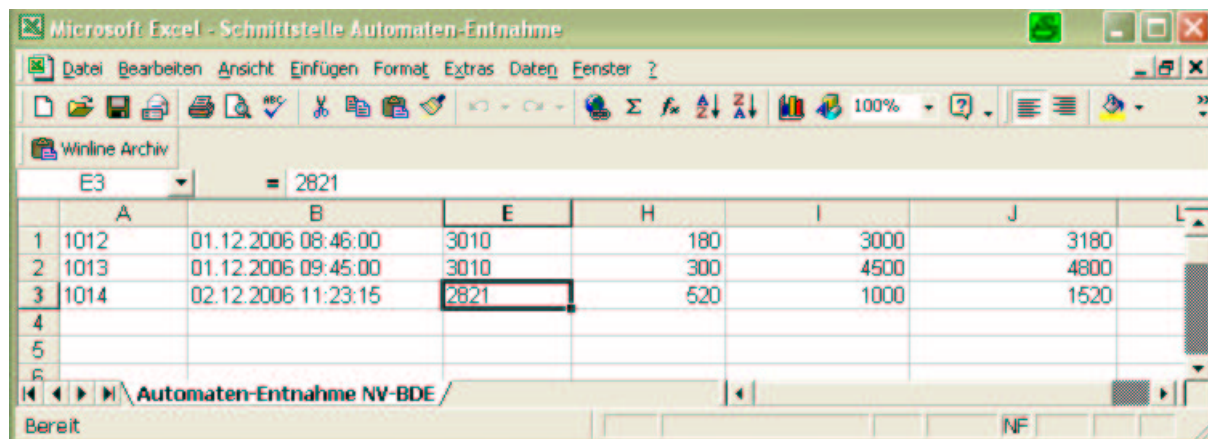 Microsoft Excel - Schnittstelle Automaten-Entnahme
Datei Bearbeiten Ansicht Einfügen Format Extras Daten Fenster ?
ABC Σ fx A Z Z A 100% ?
Winline Archiv
E3 = 2821
A B E H I J L
1 1012 01.12.2006 08:46:00 3010 180 3000 3180
2 1013 01.12.2006 09:45:00 3010 300 4500 4800
3 1014 02.12.2006 11:23:15 2821 520 1000 1520
4
5
6
Automaten-Entnahme NV-BDE
Bereit NF